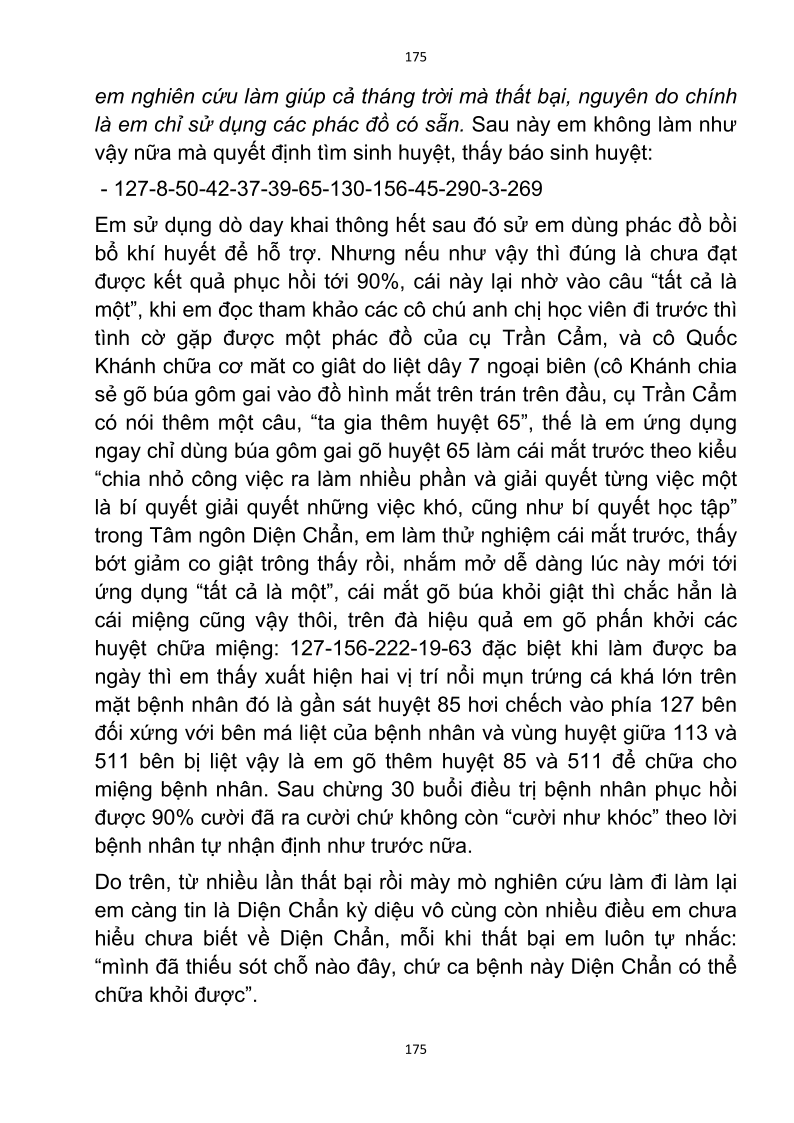 175
em nghiên cứu làm giúp cả tháng trời mà thất bại, nguyên do chính
là em chỉ sử dụng các phác đồ có sẵn. Sau này em không làm như
vậy nữa mà quyết định tìm sinh huyệt, thấy báo sinh huyệt:
- 127-8-50-42-37-39-65-130-156-45-290-3-269
Em sử dụng dò day khai thông hết sau đó sử em dùng phác đồ bồi
bổ khí huyết để hỗ trợ. Nhưng nếu như vậy thì đúng là chưa đạt
được kết quả phục hồi tới 90%, cái này lại nhờ vào câu “tất cả là
một”, khi em đọc tham khảo các cô chú anh chị học viên đi trước thì
tình cờ gặp được một phác đồ của cụ Trần Cẩm, và cô Quốc
Khánh chữa cơ măt co giât do liệt dây 7 ngoại biên (cô Khánh chia
sẻ gõ búa gôm gai vào đồ hình mắt trên trán trên đầu, cụ Trần Cẩm
có nói thêm một câu, “ta gia thêm huyệt 65”, thế là em ứng dụng
ngay chỉ dùng búa gôm gai gõ huyệt 65 làm cái mắt trước theo kiểu
“chia nhỏ công việc ra làm nhiều phần và giải quyết từng việc một
là bí quyết giải quyết những việc khó, cũng như bí quyết học tập”
trong Tâm ngôn Diện Chẩn, em làm thử nghiệm cái mắt trước, thấy
bớt giảm co giật trông thấy rồi, nhắm mở dễ dàng lúc này mới tới
ứng dụng “tất cả là một”, cái mắt gõ búa khỏi giật thì chắc hẳn là
cái miệng cũng vậy thôi, trên đà hiệu quả em gõ phấn khởi các
huyệt chữa miệng: 127-156-222-19-63 đặc biệt khi làm được ba
ngày thì em thấy xuất hiện hai vị trí nổi mụn trứng cá khá lớn trên
mặt bệnh nhân đó là gần sát huyệt 85 hơi chếch vào phía 127 bên
đối xứng với bên má liệt của bệnh nhân và vùng huyệt giữa 113 và
511 bên bị liệt vậy là em gõ thêm huyệt 85 và 511 để chữa cho
miệng bệnh nhân. Sau chừng 30 buổi điều trị bệnh nhân phục hồi
được 90% cười đã ra cười chứ không còn “cười như khóc” theo lời
bệnh nhân tự nhận định như trước nữa.
Do trên, từ nhiều lần thất bại rồi mày mò nghiên cứu làm đi làm lại
em càng tin là Diện Chẩn kỳ diệu vô cùng còn nhiều điều em chưa
hiểu chưa biết về Diện Chẩn, mỗi khi thất bại em luôn tự nhắc:
“mình đã thiếu sót chỗ nào đây, chứ ca bệnh này Diện Chẩn có thể
chữa khỏi được”.
175